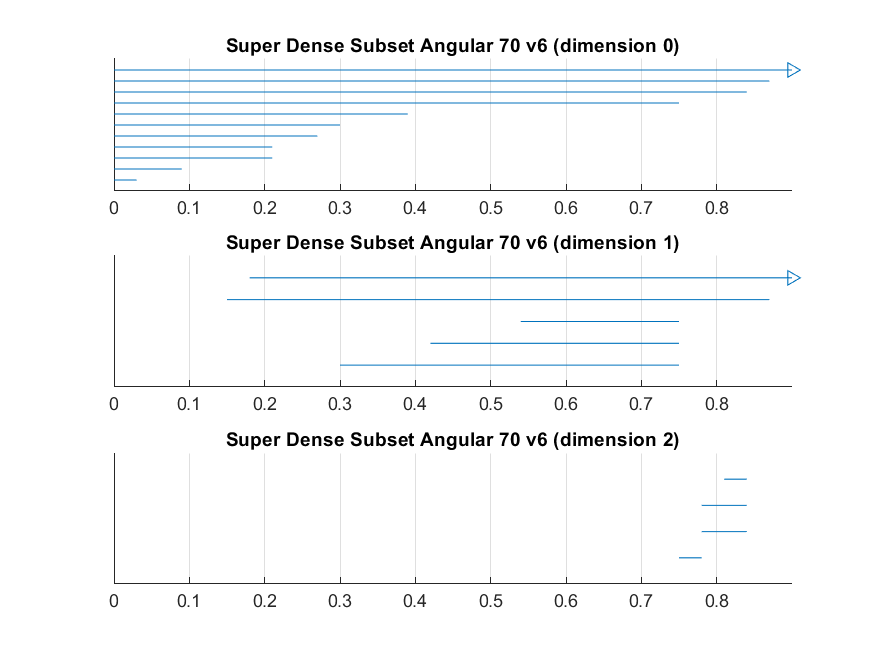 Super Dense Subset Angular 70 v6 (dimension 0)
0 0.1 0.2 0.3 0.4 0.5 0.6 0.7 0.8
Super Dense Subset Angular 70 v6 (dimension 1)
0 0.1 0.2 0.3 0.4 0.5 0.6 0.7 0.8
Super Dense Subset Angular 70 v6 (dimension 2)
0 0.1 0.2 0.3 0.4 0.5 0.6 0.7 0.8